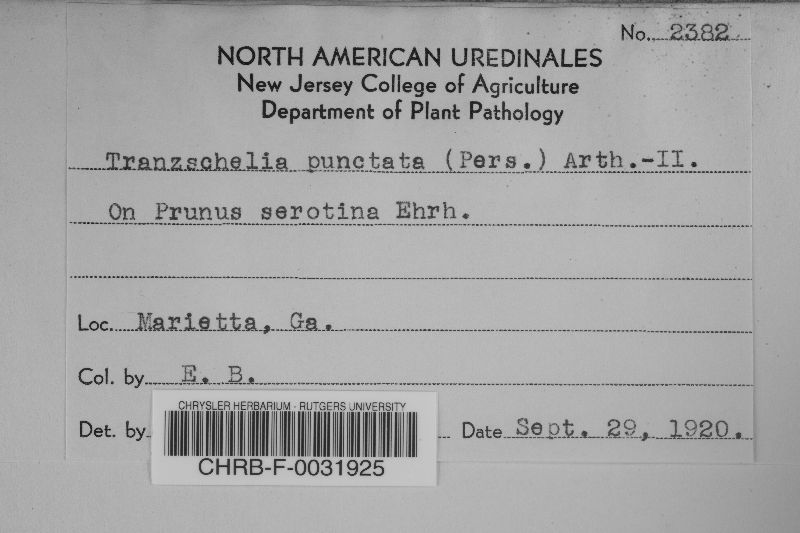 No. 2382
NORTH AMERICAN UREDINALES
New Jersey College of Agriculture
Department of Plant Pathology
Tranzschelia punctata (Pers.) Arth.-II.
On Prunus serotina Ehrh.
Loc. Marietta, Ga.
Col. by E. B.
Det. by
Date Sept. 29, 1920.
CHRYSLER HERBARIUM - RUTGERS UNIVERSITY
CHRB-F-0031925